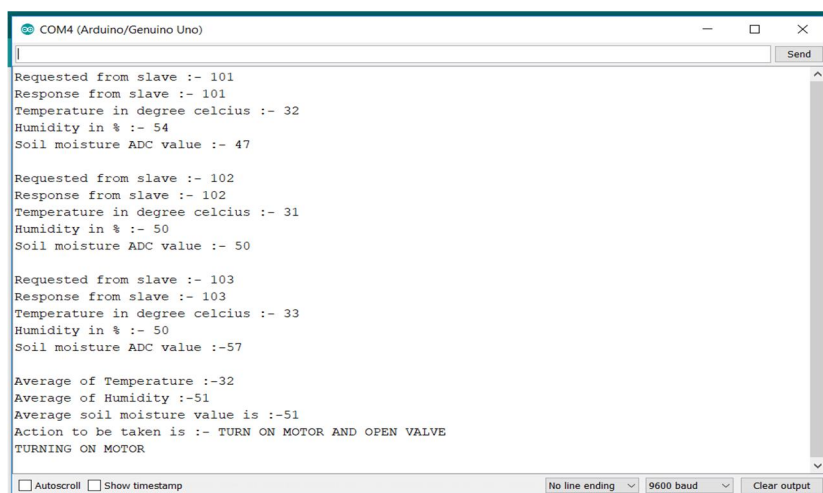 COM4 (Arduino/Genuino Uno)
Send
Requested from slave :- 101
Response from slave :- 101
Temperature in degree celcius :- 32
Humidity in % :- 54
Soil moisture ADC value :- 47
Requested from slave :- 102
Response from slave :- 102
Temperature in degree celcius :- 31
Humidity in % :- 50
Soil moisture ADC value :- 50
Requested from slave :- 103
Response from slave :- 103
Temperature in degree celcius :- 33
Humidity in % :- 50
Soil moisture ADC value :-57
Average of Temperature :-32
Average of Humidity :-51
Average soil moisture value is :-51
Action to be taken is :- TURN ON MOTOR AND OPEN VALVE
TURNING ON MOTOR
Autoscroll Show timestamp No line ending 9600 baud Clear output